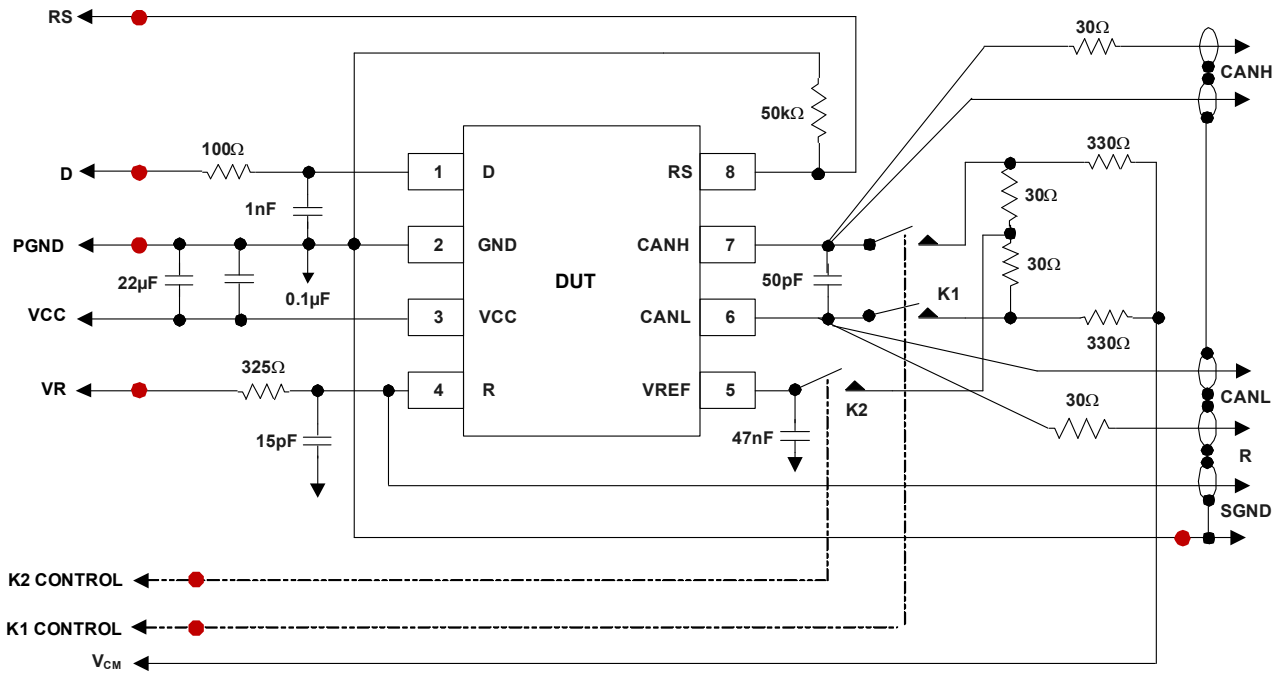 RS
30Ω
CANH
50kΩ
100Ω
330Ω
D
1
D
RS
8
1nF
30Ω
PGND
2
GND
CANH
7
22µF
0.1µF
DUT
50pF
30Ω
K1
VCC
3
VCC
CANL
6
330Ω
325Ω
VR
4
R
VREF
5
K2
30Ω
CANL
15pF
47nF
R
SGND
K2 CONTROL
K1 CONTROL
VCM